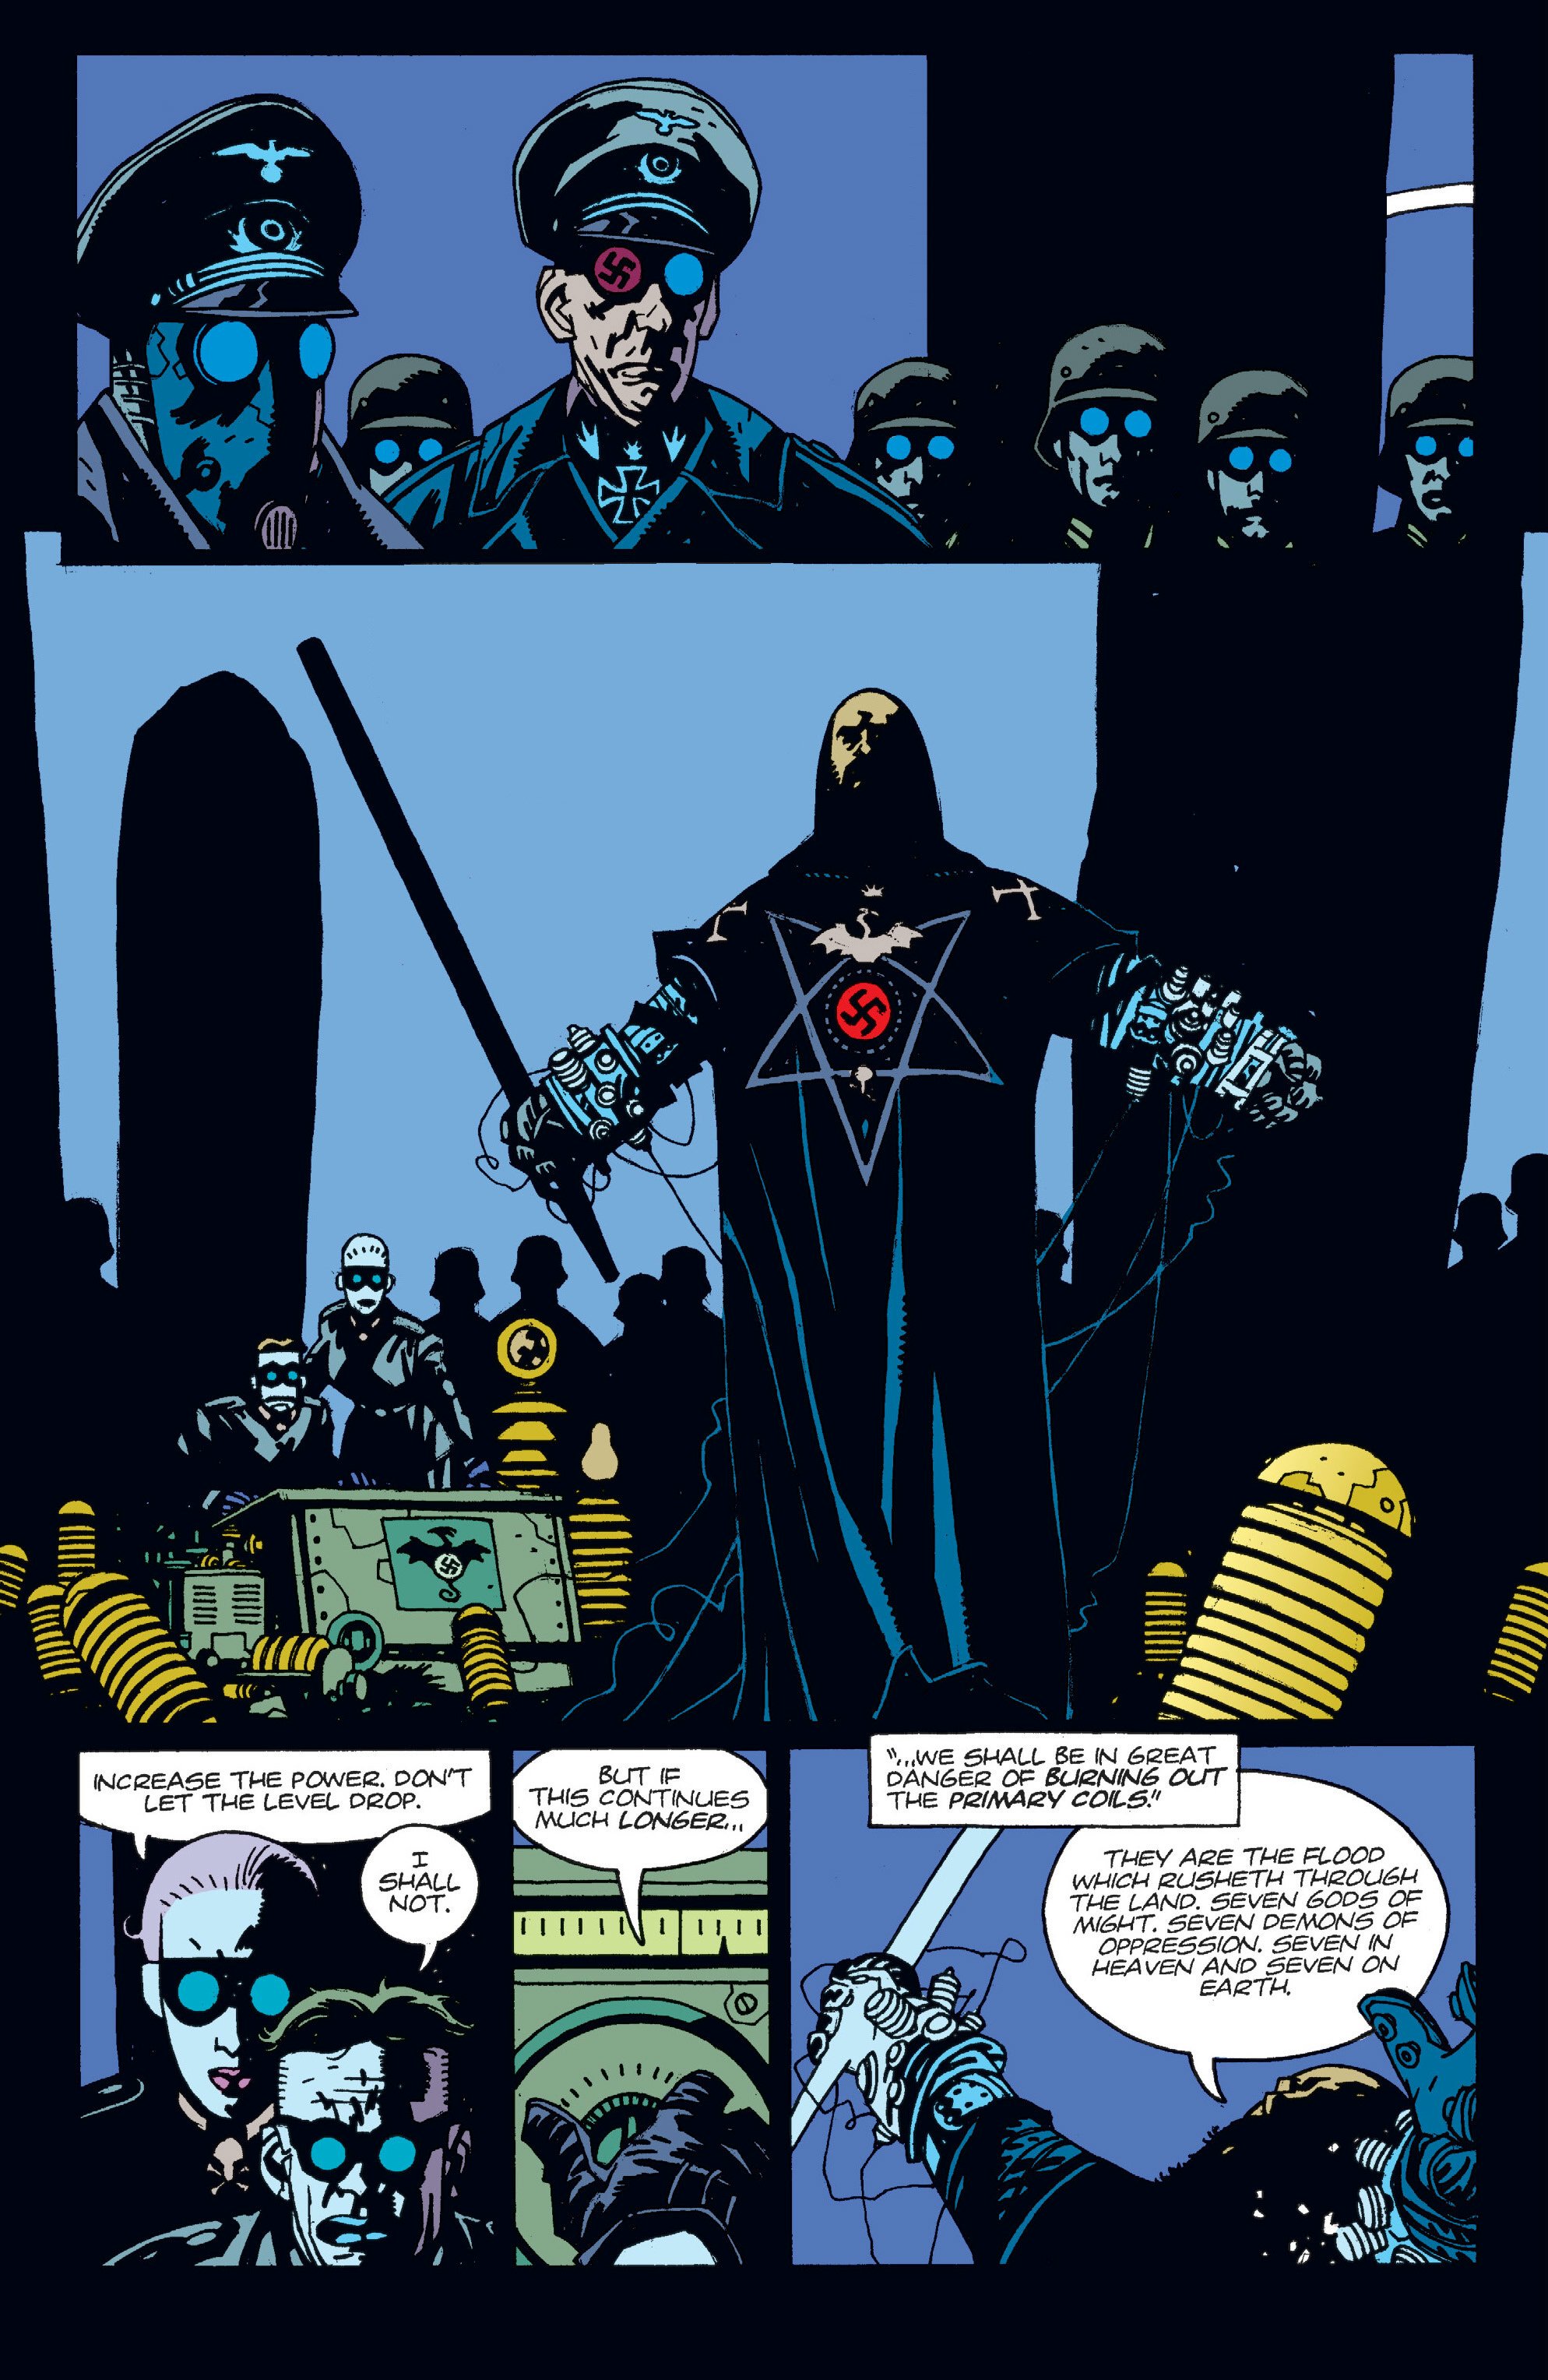 INCREASE THE POWER. DON'T
LET THE LEVEL DROP.
I
SHALL
NOT.
BUT IF
THIS CONTINUES
MUCH LONGER...
"...WE SHALL BE IN GREAT
DANGER OF BURNING OUT
THE PRIMARY COILS."
THEY ARE THE FLOOD
WHICH RUSHETH THROUGH
THE LAND. SEVEN GODS OF
MIGHT. SEVEN DEMONS OF
OPPRESSION. SEVEN IN
HEAVEN AND SEVEN ON
EARTH.